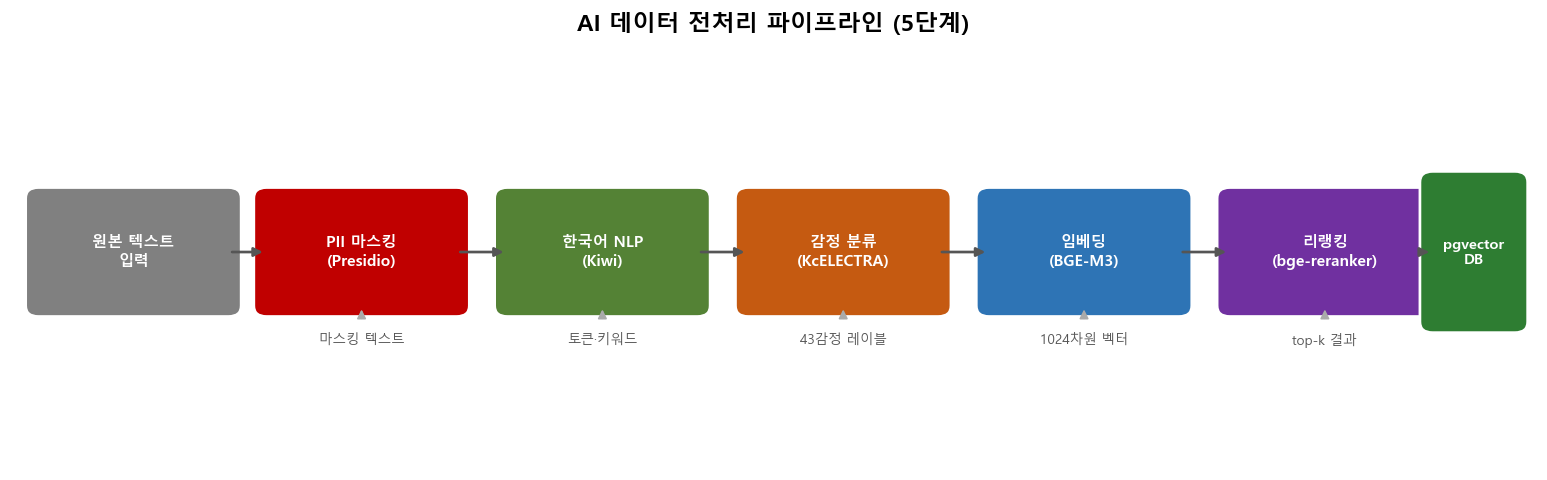 AI 데이터 전처리 파이프라인 (5단계)
원본 텍스트
입력
PII 마스킹
(Presidio)
한국어 NLP
(Kiwi)
감정 분류
(KcELECTRA)
임베딩
(BGE-M3)
리랭킹
(bge-reranker)
pgvector
DB
마스킹 텍스트
토큰·키워드
43감정 레이블
1024차원 벡터
top-k 결과